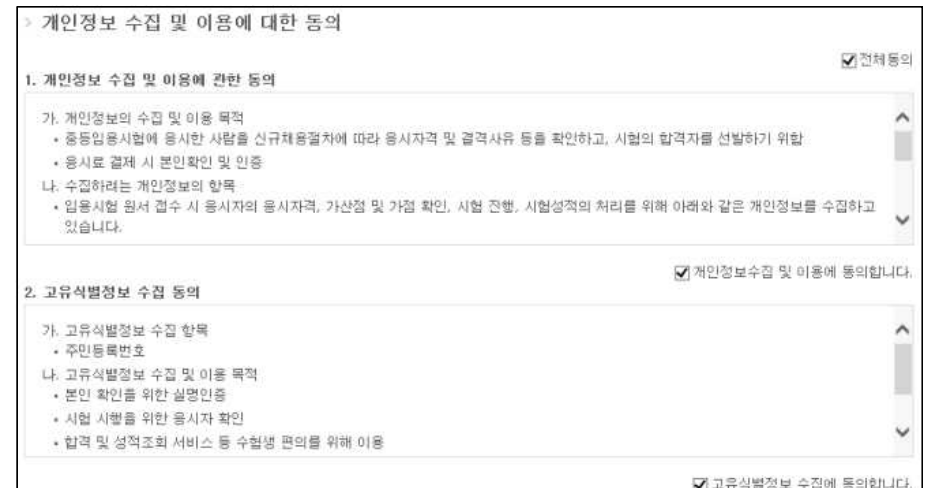 > 개인정보 수집 및 이용에 대한 동의
전체동의
1. 개인정보 수집 및 이용에 관한 동의
가. 개인정보의 수집 및 이용 목적
• 중등임용시험에 응시한 사람을 신규채용절차에 따라 응시자격 및 결격사유 등을 확인하고, 시험의 합격자를 선발하기 위함
• 응시료 결제 시 본인확인 및 인증
나. 수집하려는 개인정보의 항목
• 임용시험 원서 접수 시 응시자의 응시자격, 가산점 및 가점 확인, 시험 진행, 시험성적의 처리를 위해 아래와 같은 개인정보를 수집하고
있습니다.
개인정보수집 및 이용에 동의합니다.
2. 고유식별정보 수집 동의
가. 고유식별정보 수집 항목
• 주민등록번호
나. 고유식별정보 수집 및 이용 목적
• 본인 확인을 위한 실명인증
• 시험 시행을 위한 응시자 확인
• 합격 및 성적조회 서비스 등 수험생 편의를 위해 이용
고유식별정보 수집에 동의합니다.